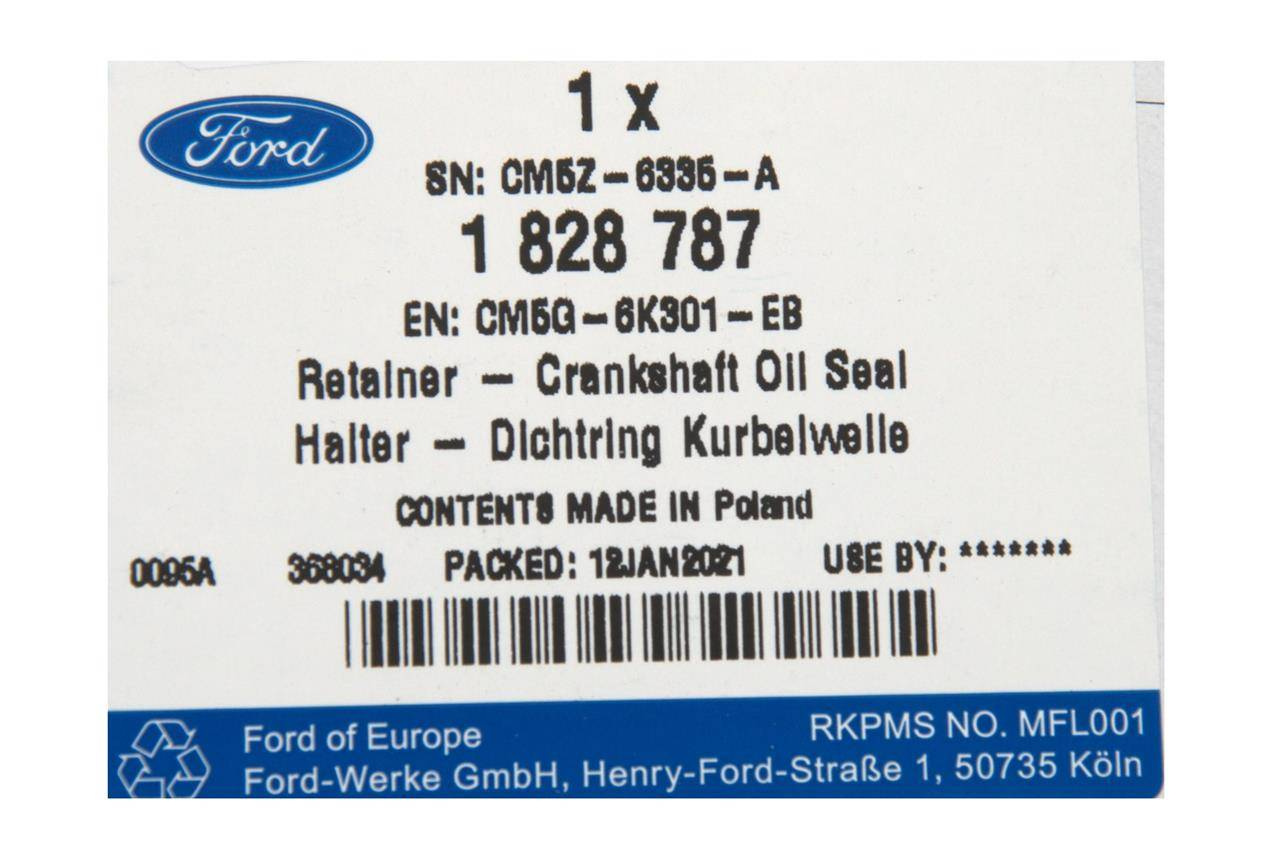 Ford
1 x
SN: CM5Z-6335-A
1 828 787
EN: CM5G-6K301-EB
Retainer - Crankshaft Oil Seal
Halter - Dichtring Kurbelwelle
CONTENTS MADE IN Poland
0095A 368034 PACKED: 12JAN2021 USE BY: *******
Ford of Europe RKPMS NO. MFL001
Ford-Werke GmbH, Henry-Ford-Straße 1, 50735 Köln